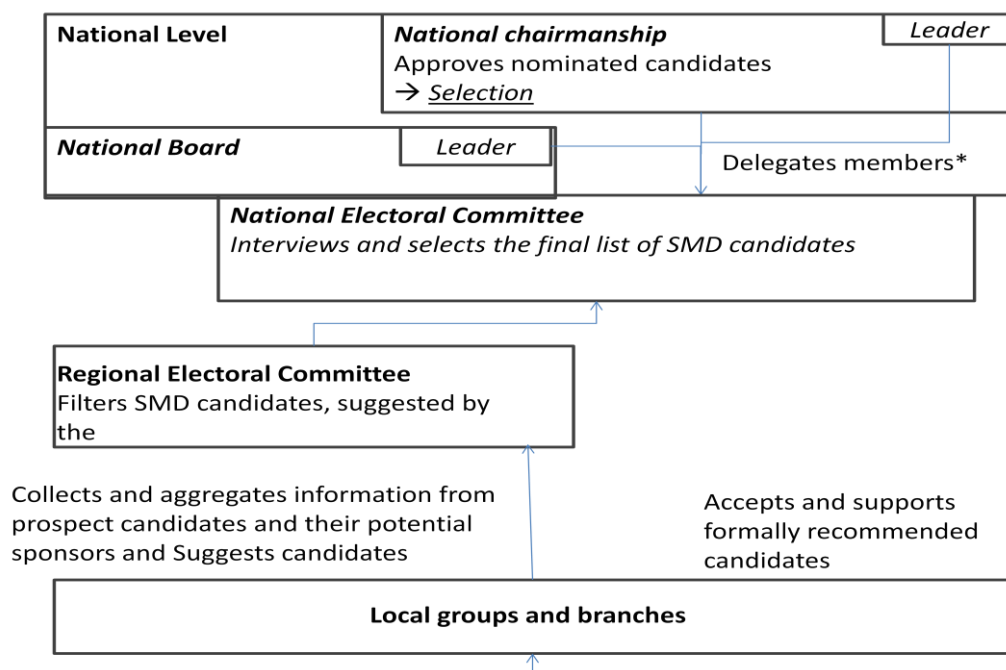 National Level
National chairmanship
Leader
Approves nominated candidates
→ Selection
National Board
Leader
Delegates members*
National Electoral Committee
Interviews and selects the final list of SMD candidates
Regional Electoral Committee
Filters SMD candidates, suggested by
the
Collects and aggregates information from
prospect candidates and their potential
sponsors and Suggests candidates
Accepts and supports
formally recommended
candidates
Local groups and branches